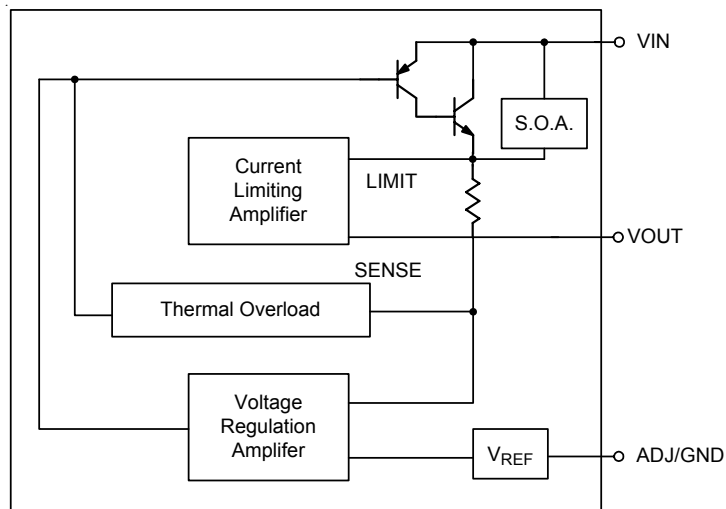 VIN
S.O.A.
Current
Limiting
Amplifier
LIMIT
VOUT
SENSE
Thermal Overload
Voltage
Regulation
Amplifer
VREF
ADJ/GND